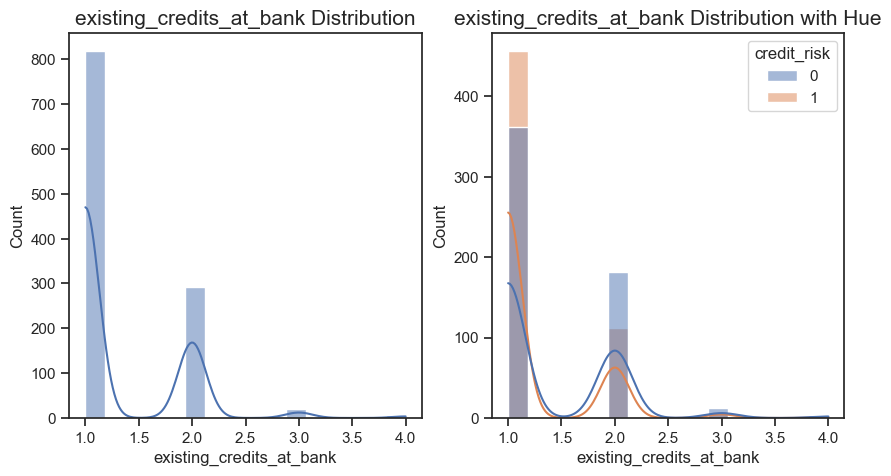 existing_credits_at_bank Distribution
800
700
600
500
400
300
200
100
0
Count
1.0 1.5 2.0 2.5 3.0 3.5 4.0
existing_credits_at_bank
existing_credits_at_bank Distribution with Hue
credit_risk
0
1
400
300
200
100
0
Count
1.0 1.5 2.0 2.5 3.0 3.5 4.0
existing_credits_at_bank